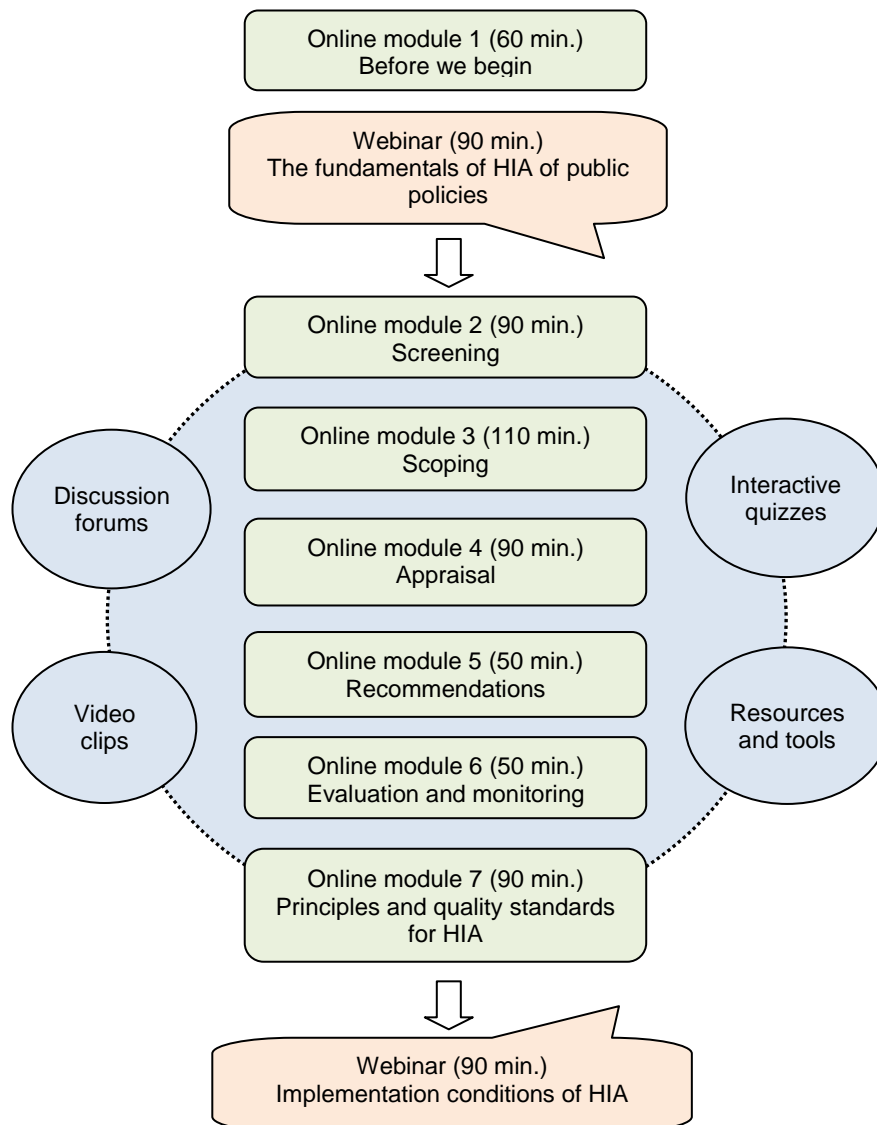 Online module 1 (60 min.)
Before we begin
Webinar (90 min.)
The fundamentals of HIA of public
policies
Online module 2 (90 min.)
Screening
Online module 3 (110 min.)
Scoping
Discussion
forums
Interactive
quizzes
Online module 4 (90 min.)
Appraisal
Online module 5 (50 min.)
Recommendations
Video
clips
Resources
and tools
Online module 6 (50 min.)
Evaluation and monitoring
Online module 7 (90 min.)
Principles and quality standards
for HIA
Webinar (90 min.)
Implementation conditions of HIA